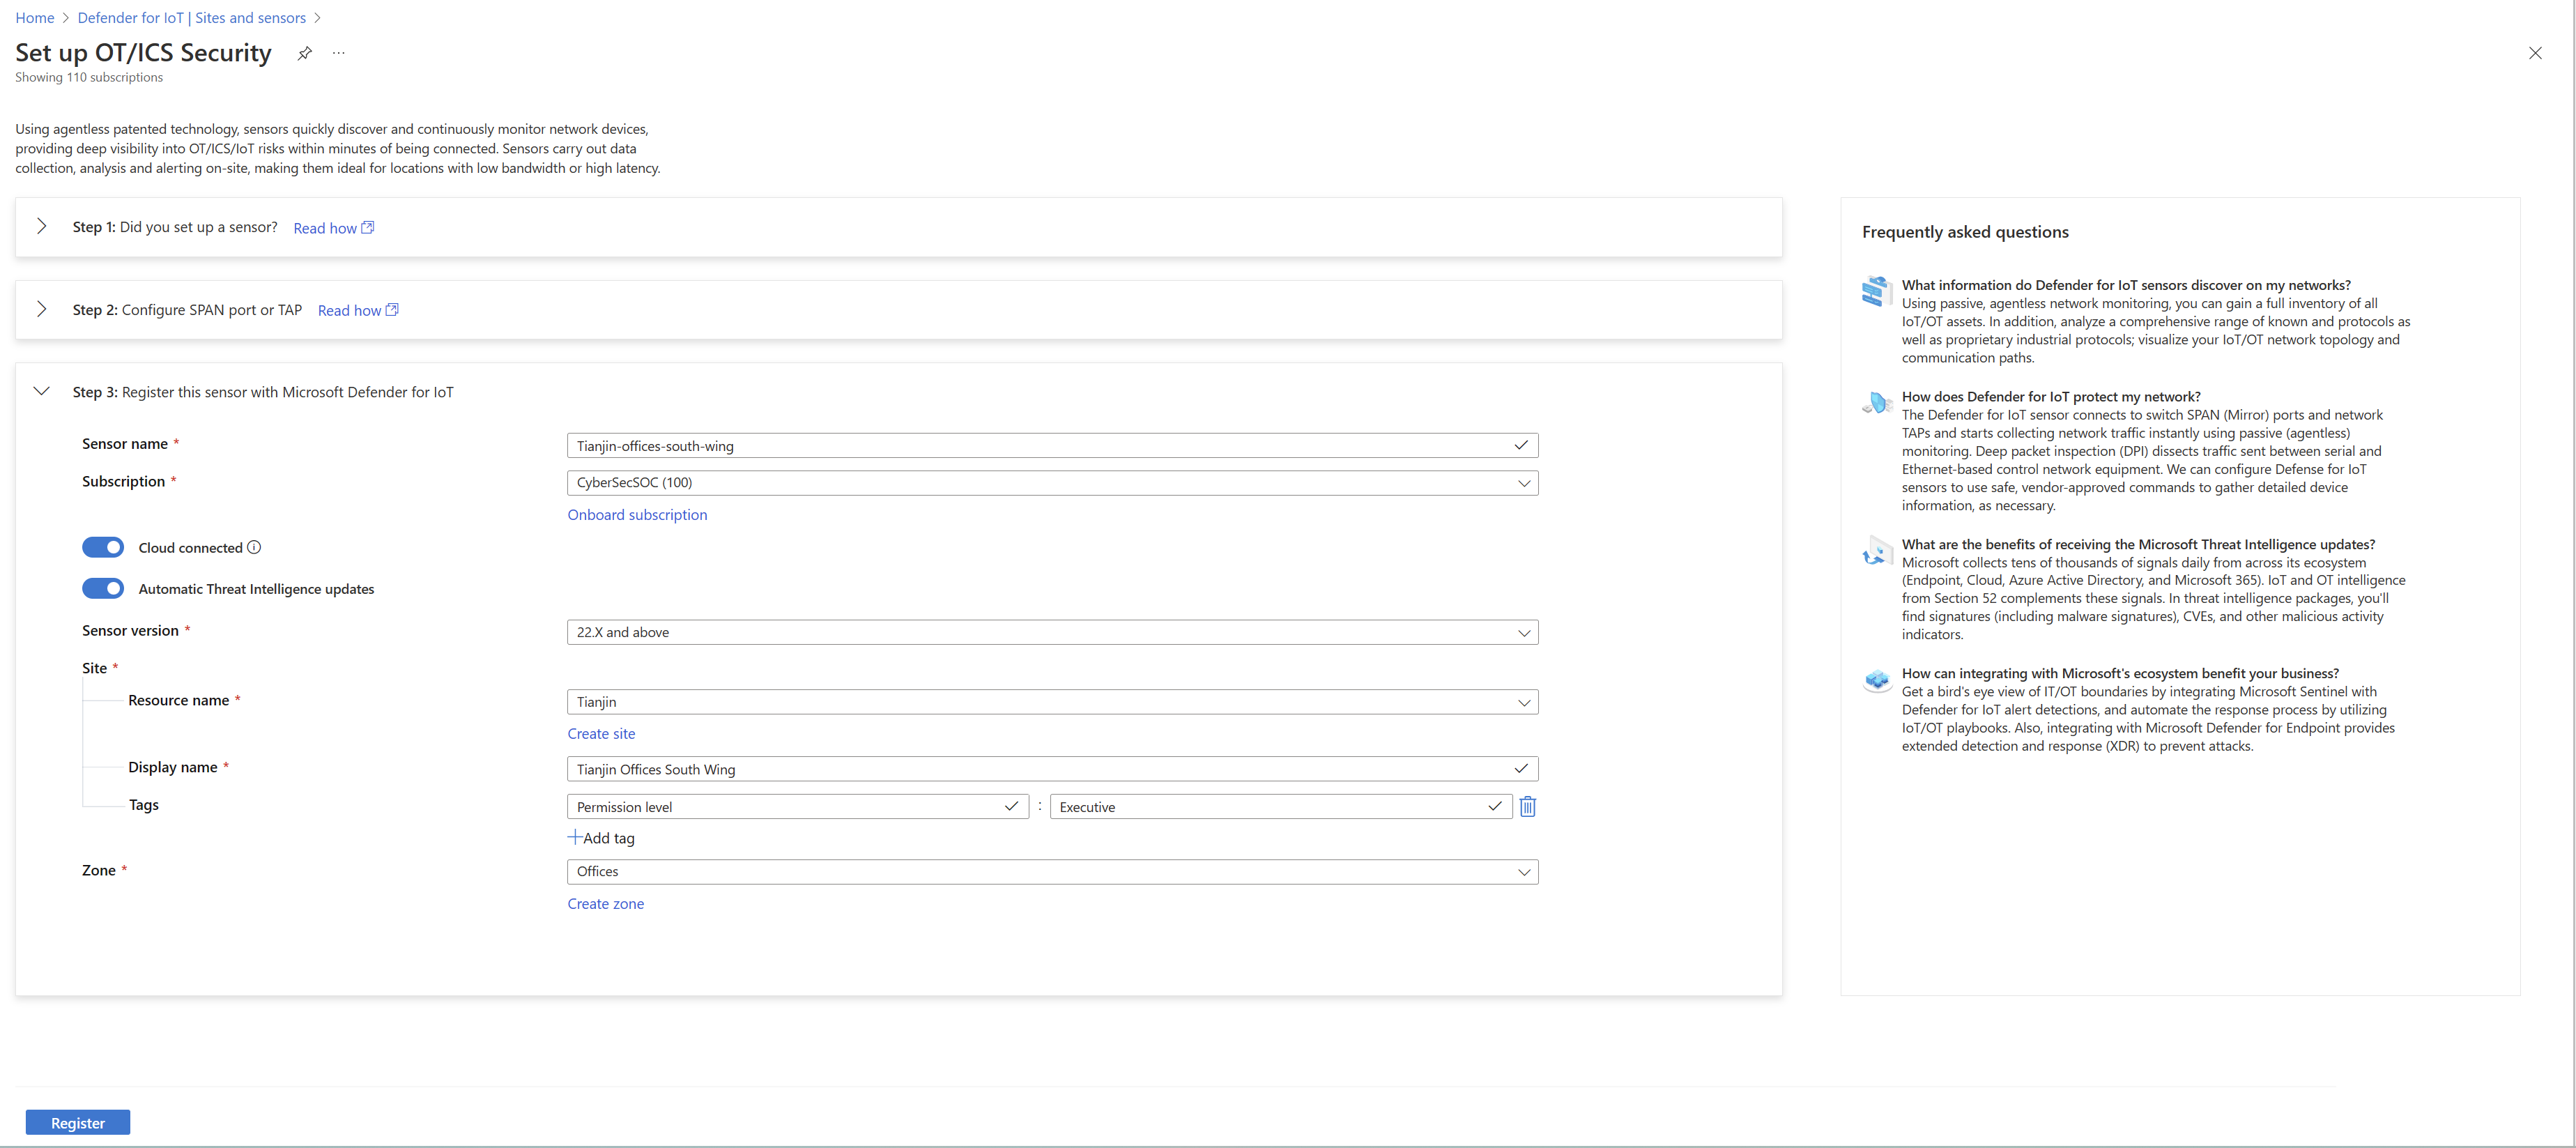 Home > Defender for IoT | Sites and sensors >
Set up OT/ICS Security
Showing 110 subscriptions
Using agentless patented technology, sensors quickly discover and continuously monitor network devices,
providing deep visibility into OT/ICS/IoT risks within minutes of being connected. Sensors carry out data
collection, analysis and alerting on-site, making them ideal for locations with low bandwidth or high latency.
Step 1: Did you set up a sensor? Read how
Step 2: Configure SPAN port or TAP Read how
Step 3: Register this sensor with Microsoft Defender for IoT
Sensor name *
Tianjin-offices-south-wing
Subscription *
CyberSecSOC (100)
Onboard subscription
Cloud connected
Automatic Threat Intelligence updates
Sensor version *
22.X and above
Site *
Resource name *
Tianjin
Create site
Display name *
Tianjin Offices South Wing
Tags
Permission level : Executive
+Add tag
Zone *
Offices
Create zone
Register
Frequently asked questions
What information do Defender for IoT sensors discover on my networks?
Using passive, agentless network monitoring, you can gain a full inventory of all
IoT/OT assets. In addition, analyze a comprehensive range of known and protocols as
well as proprietary industrial protocols; visualize your IoT/OT network topology and
communication paths.
How does Defender for IoT protect my network?
The Defender for IoT sensor connects to switch SPAN (Mirror) ports and network
TAPs and starts collecting network traffic instantly using passive (agentless)
monitoring. Deep packet inspection (DPI) dissects traffic sent between serial and
Ethernet-based control network equipment. We can configure Defense for IoT
sensors to use safe, vendor-approved commands to gather detailed device
information, as necessary.
What are the benefits of receiving the Microsoft Threat Intelligence updates?
Microsoft collects tens of thousands of signals daily from across its ecosystem
(Endpoint, Cloud, Azure Active Directory, and Microsoft 365). IoT and OT intelligence
from Section 52 complements these signals. In threat intelligence packages, you'll
find signatures (including malware signatures), CVEs, and other malicious activity
indicators.
How can integrating with Microsoft's ecosystem benefit your business?
Get a bird's eye view of IT/OT boundaries by integrating Microsoft Sentinel with
Defender for IoT alert detections, and automate the response process by utilizing
IoT/OT playbooks. Also, integrating with Microsoft Defender for Endpoint provides
extended detection and response (XDR) to prevent attacks.